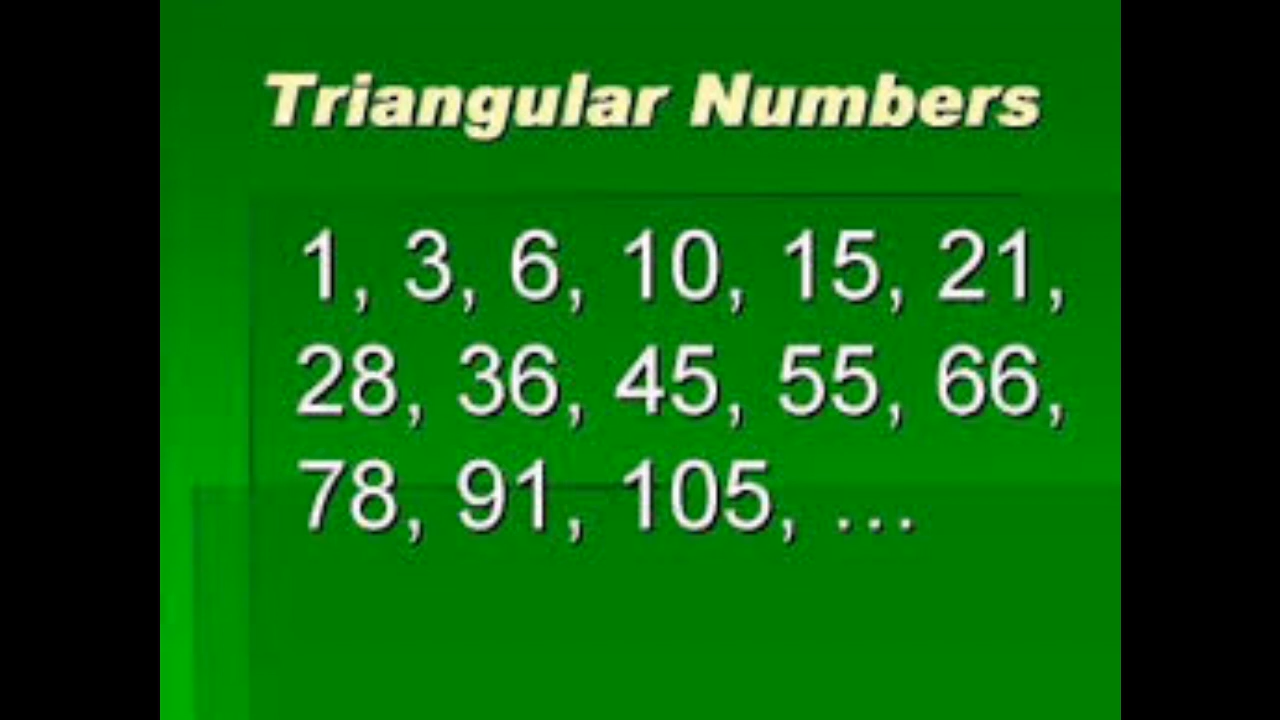 Triangular Numbers
1, 3, 6, 10, 15, 21,
28, 36, 45, 55, 66,
78, 91, 105, …